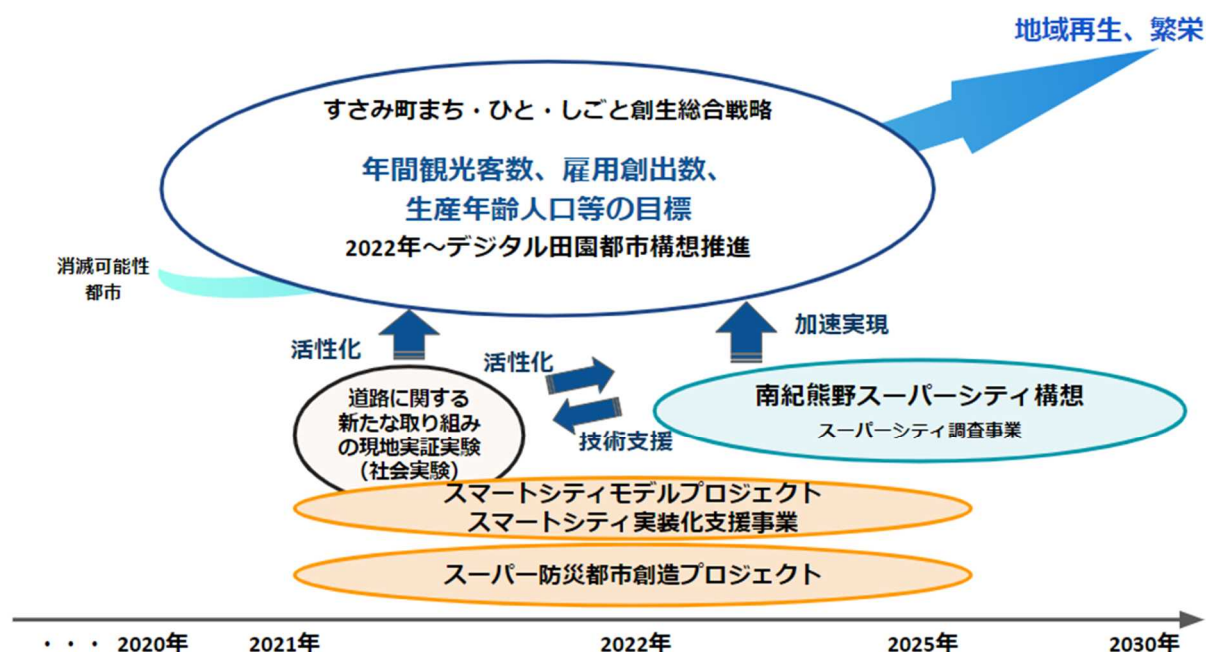 地域再生、繁栄
すさみ町まち・ひと・しごと創生総合戦略
年間観光客数、雇用創出数、
生産年齢人口等の目標
2022年～デジタル田園都市構想推進
消滅可能性
都市
活性化
加速実現
活性化
技術支援
道路に関する
新たな取り組み
の現地実証実験
（社会実験）
南紀熊野スーパーシティ構想
スーパーシティ調査事業
スマートシティモデルプロジェクト
スマートシティ実装化支援事業
スーパー防災都市創造プロジェクト
・・・ 2020年 2021年 2022年 2025年 2030年